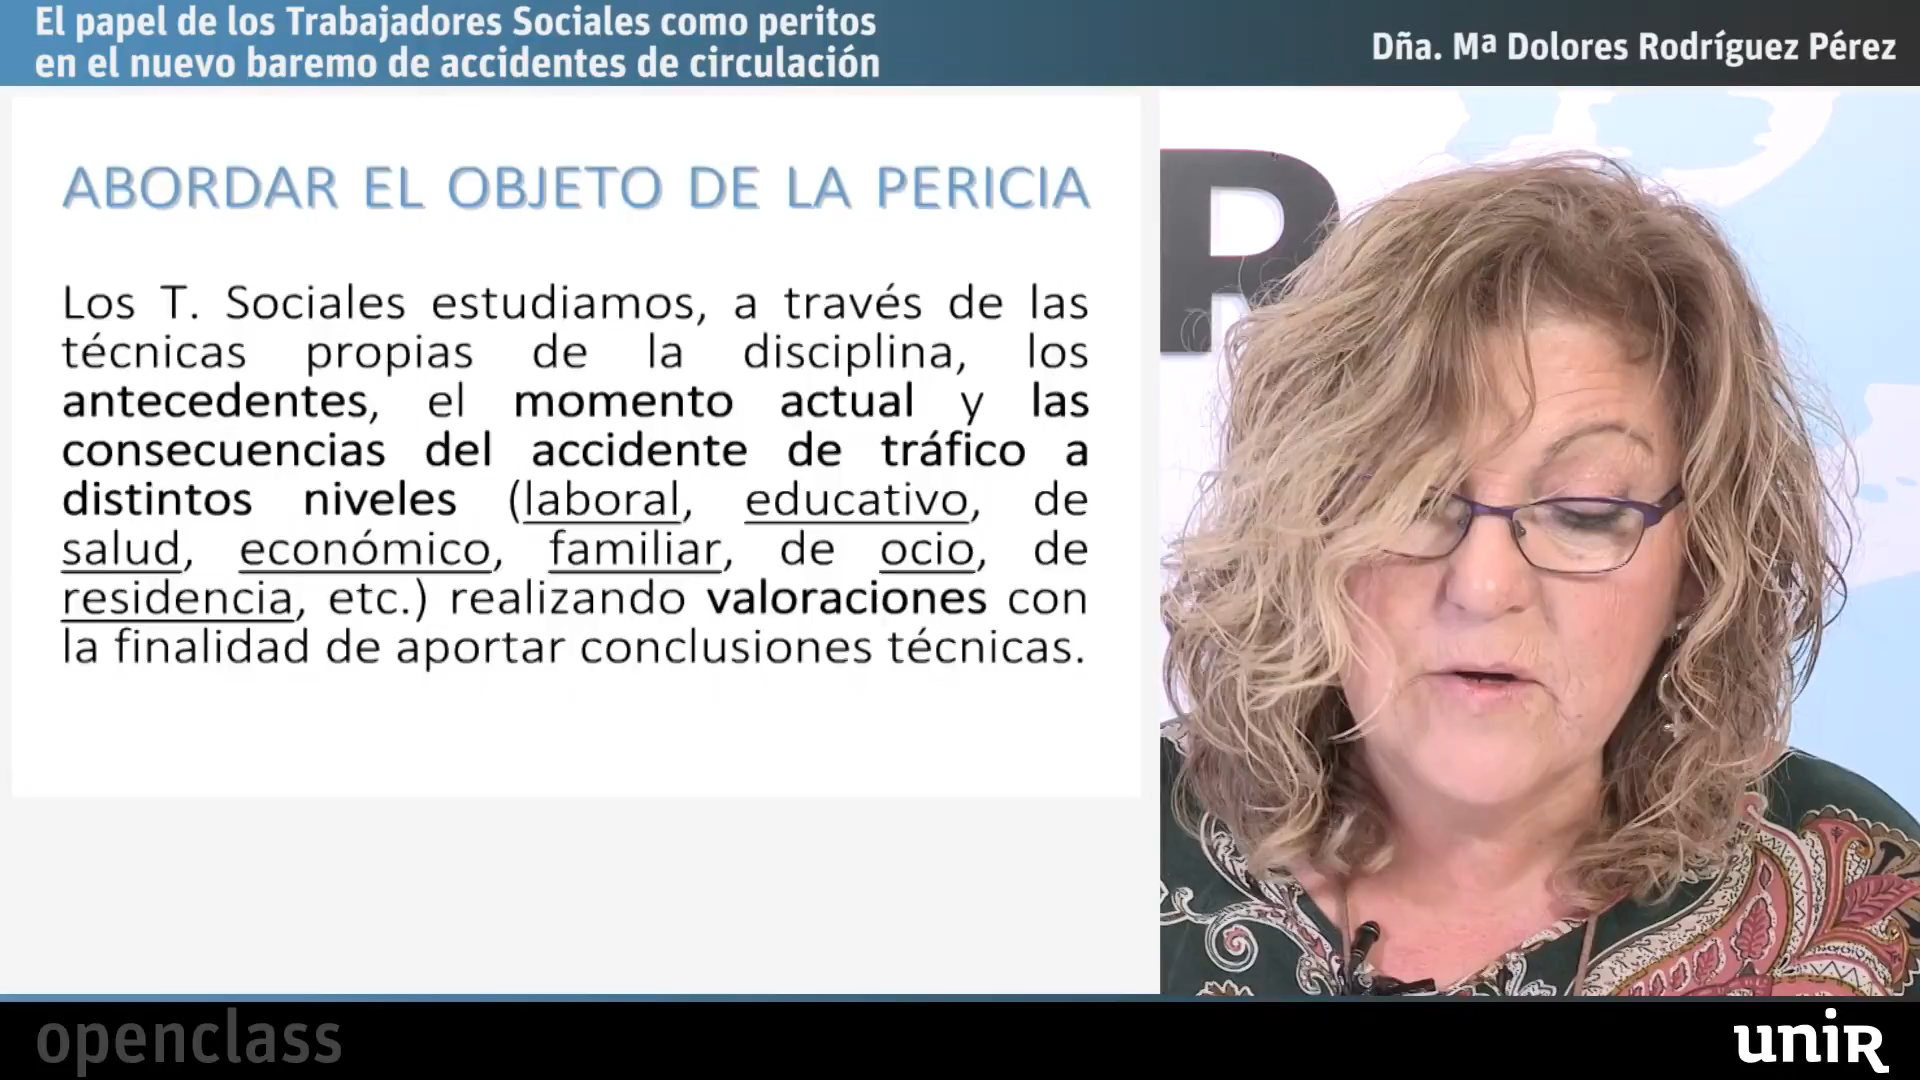 El papel de los Trabajadores Sociales como peritos
en el nuevo baremo de accidentes de circulación
Dña. Mª Dolores Rodríguez Pérez
ABORDAR EL OBJETO DE LA PERICIA
Los T. Sociales estudiamos, a través de las
técnicas propias de la disciplina, los
antecedentes, el momento actual y las
consecuencias del accidente de tráfico a
distintos niveles (laboral, educativo, de
salud, económico, familiar, de ocio, de
residencia, etc.) realizando valoraciones con
la finalidad de aportar conclusiones técnicas.
R
openclass
uniR